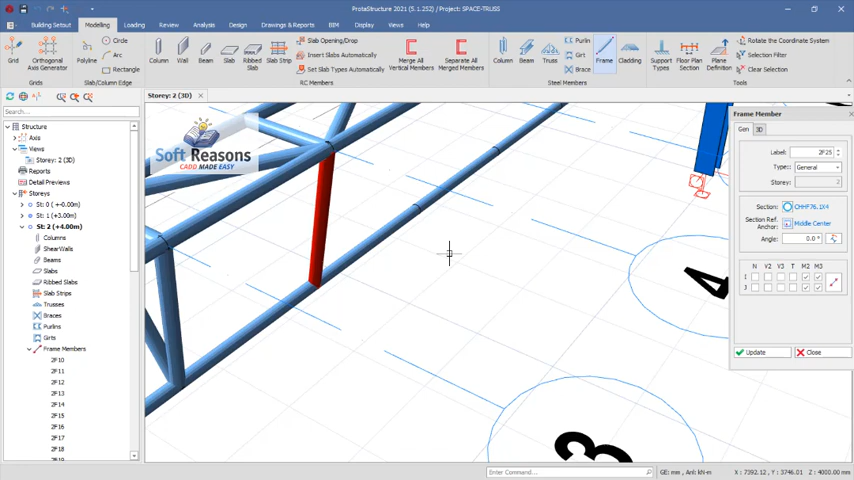 ProtaStructure 2021 (5.1.252) / Project: SPACE-TRUSS
Building Setout
Modelling
Loading
Review
Analysis
Design
Drawings & Reports
BIM
Display
Views
Help
Grid
Orthogonal
Axis Generator
Grids
Polyline
Circle
Arc
Rectangle
Slab/Column Edge
Column
Wall
Beam
Slab
Ribbed
Slab
Slab Strip
Slab Opening/Drop
Insert Slabs Automatically
Set Slab Types Automatically
RC Members
Merge All
Vertical Members
Separate All
Merged Members
Column
Beam
Truss
Purlin
Girt
Brace
Frame
Cladding
Steel Members
Support
Types
Floor Plan
Section
Plane
Definition
Rotate the Coordinate System
Selection Filter
Clear Selection
Tools
Storey: 2 (3D)
Search...
Structure
Axis
Views
Storey: 2 (3D)
Reports
Detail Previews
Storeys
St: 0 (+-0.00m)
St: 1 (+3.00m)
St: 2 (+4.00m)
Columns
ShearWalls
Beams
Slabs
Ribbed Slabs
Slab Strips
Trusses
Braces
Purlins
Girts
Frame Members
2F10
2F11
2F12
2F13
2F14
2F15
2F16
2F17
2F18
Soft Reasons
CADD MADE EASY
4
3
Frame Member
Gen
3D
Label: 2F25
Type:: General
Storey: 2
Section: CHHF76.1X4
Section Ref.
Anchor: Middle Center
Angle: 0.0 °
N V2 V3 T M2 M3
I
J
Update
Close
Enter Command...
GE: mm, Anl: kN-m
X : 7392.12 , Y : 3746.01
Z : 4000.00 mm